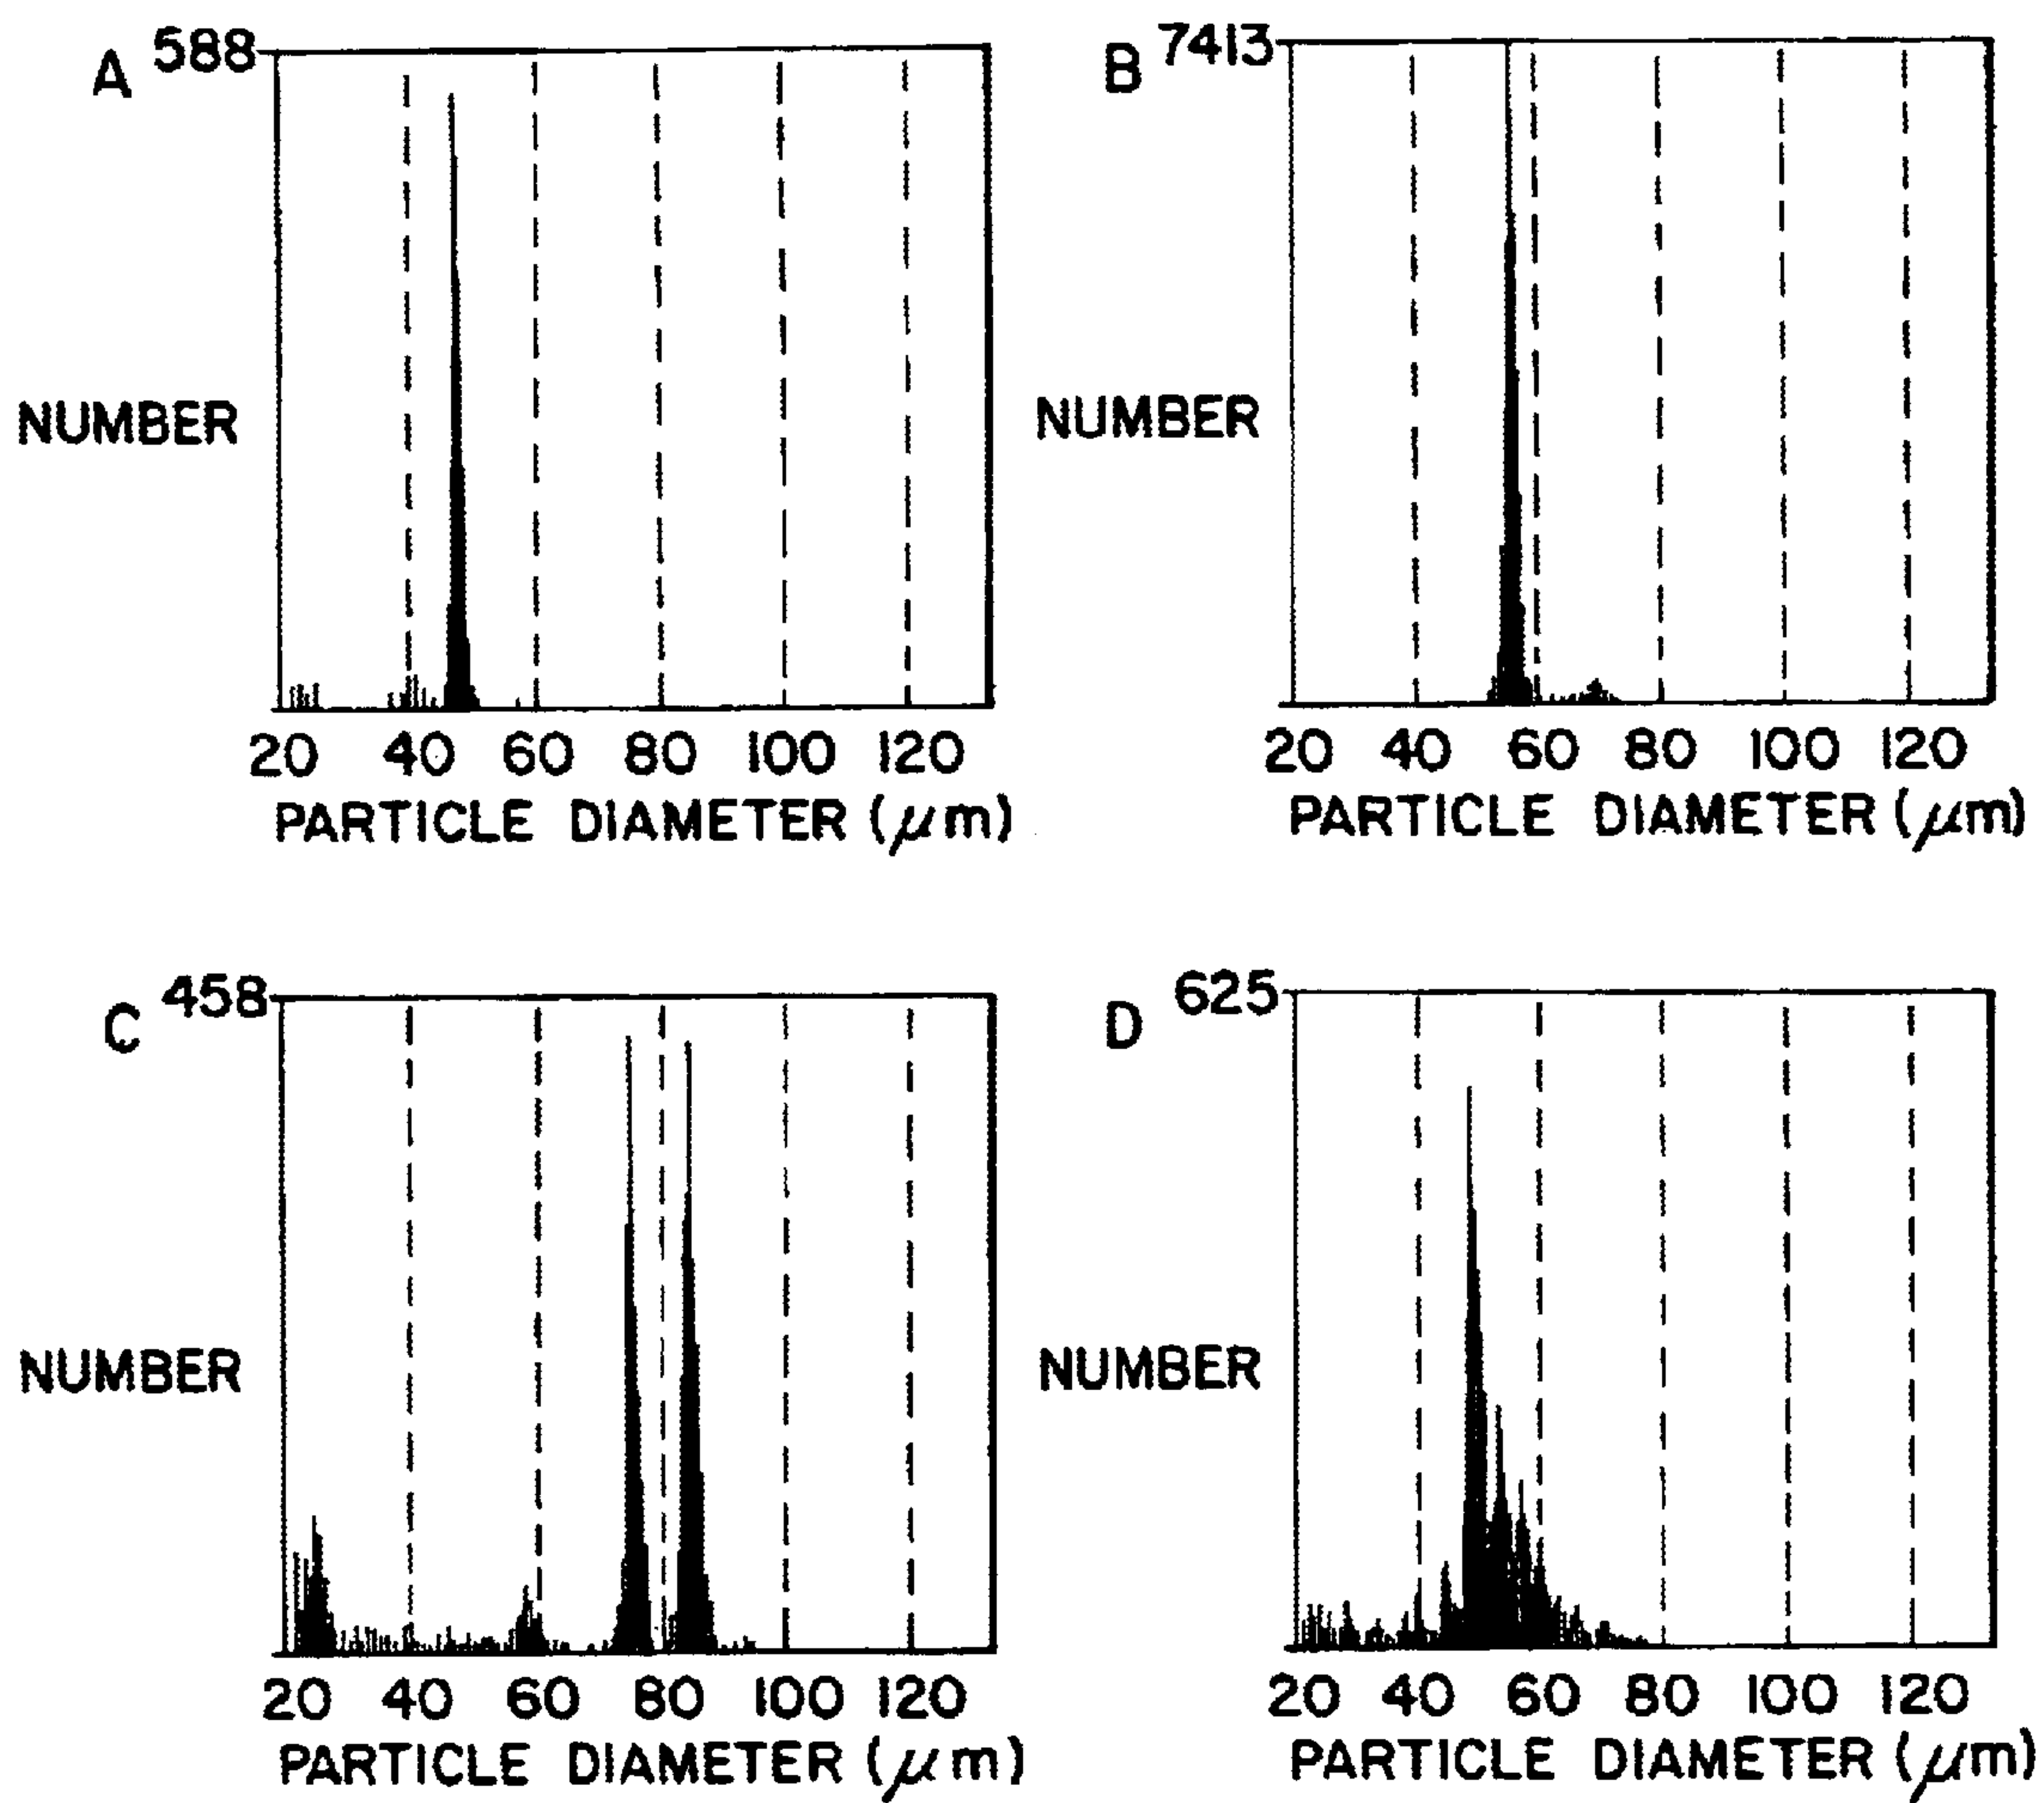 A 588
NUMBER
20 40 60 80 100 120
PARTICLE DIAMETER (μm)
B 7413
NUMBER
20 40 60 80 100 120
PARTICLE DIAMETER (μm)
C 458
NUMBER
20 40 60 80 100 120
PARTICLE DIAMETER (μm)
D 625
NUMBER
20 40 60 80 100 120
PARTICLE DIAMETER (μm)